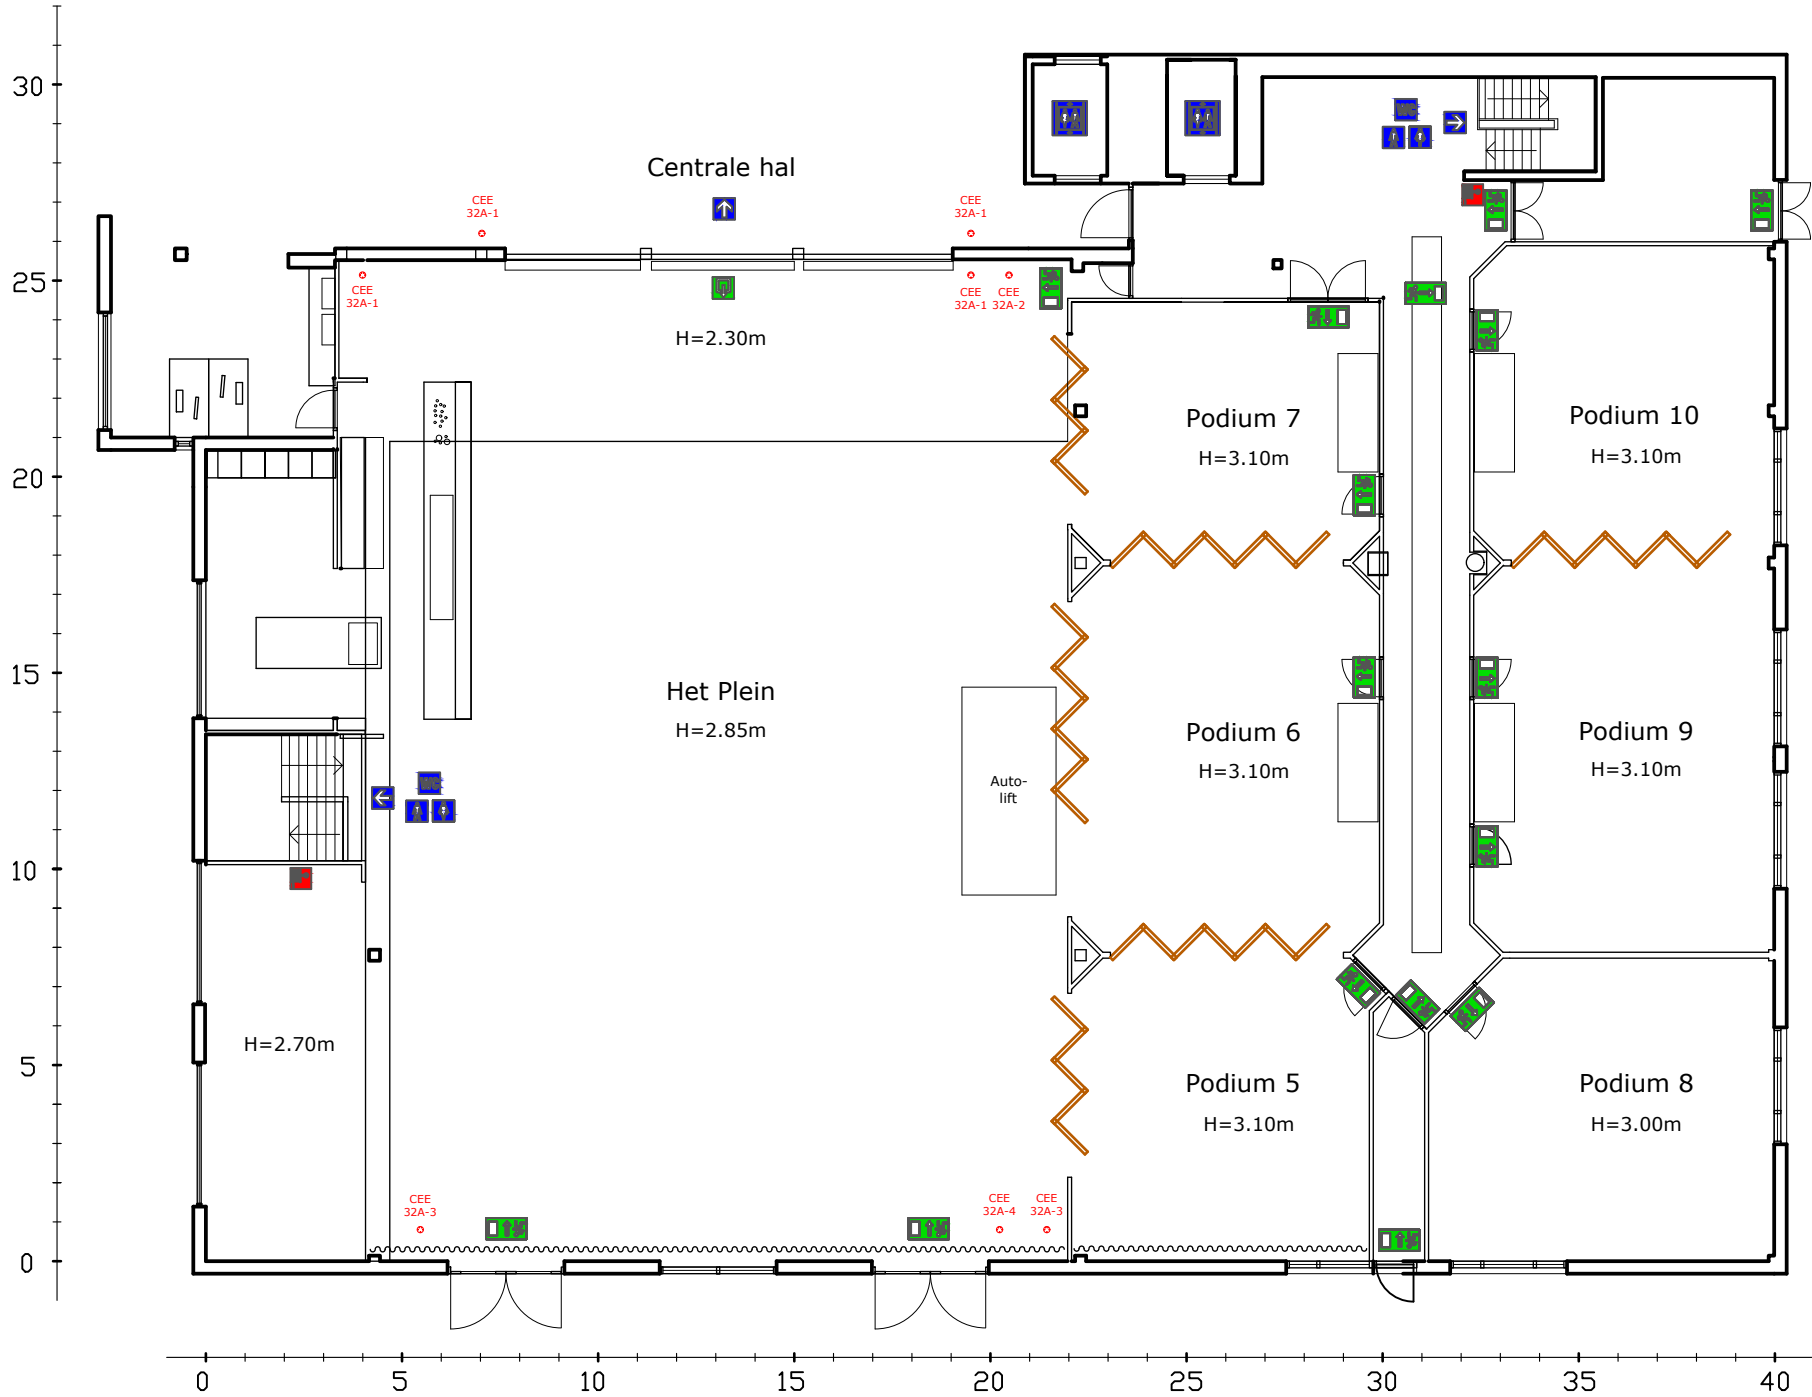 30
Centrale hal
WC
CEE
32A-1
CEE
32A-1
25
CEE
32A-1
CEE
32A-1
CEE
32A-2
H=2.30m
Podium 7
H=3.10m
Podium 10
H=3.10m
20
15
Het Plein
H=2.85m
Podium 6
H=3.10m
Podium 9
H=3.10m
Auto-
lift
WC
10
5
H=2.70m
Podium 5
H=3.10m
Podium 8
H=3.00m
CEE
32A-3
CEE
32A-4
CEE
32A-3
0
0 5 10 15 20 25 30 35 40